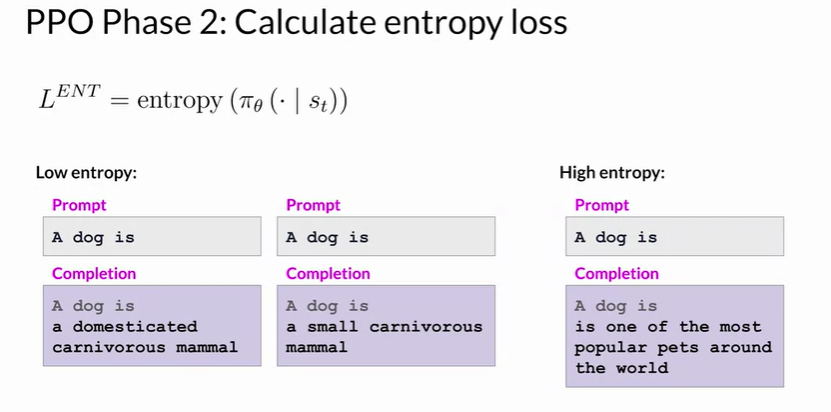 PPO Phase 2: Calculate entropy loss
L^{ENT} = entropy (π_θ (· | s_t))
Low entropy:
Prompt
A dog is
Completion
A dog is
a domesticated
carnivorous mammal
Prompt
A dog is
Completion
A dog is
a small carnivorous
mammal
High entropy:
Prompt
A dog is
Completion
A dog is
is one of the most
popular pets around
the world